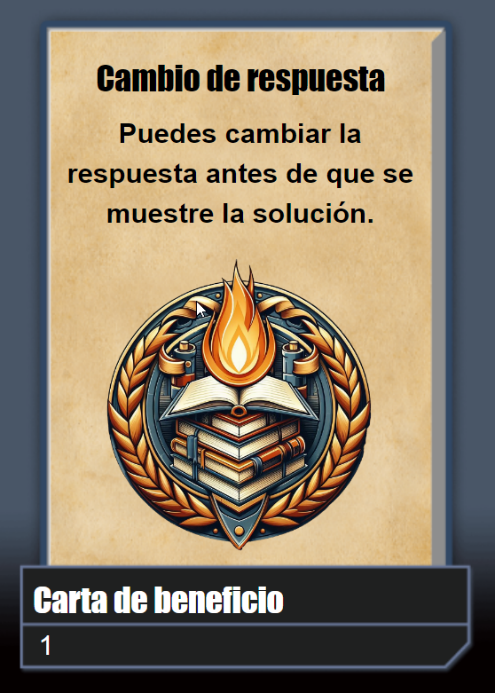 Cambio de respuesta
Puedes cambiar la
respuesta antes de que se
muestre la solución.
Carta de beneficio
1